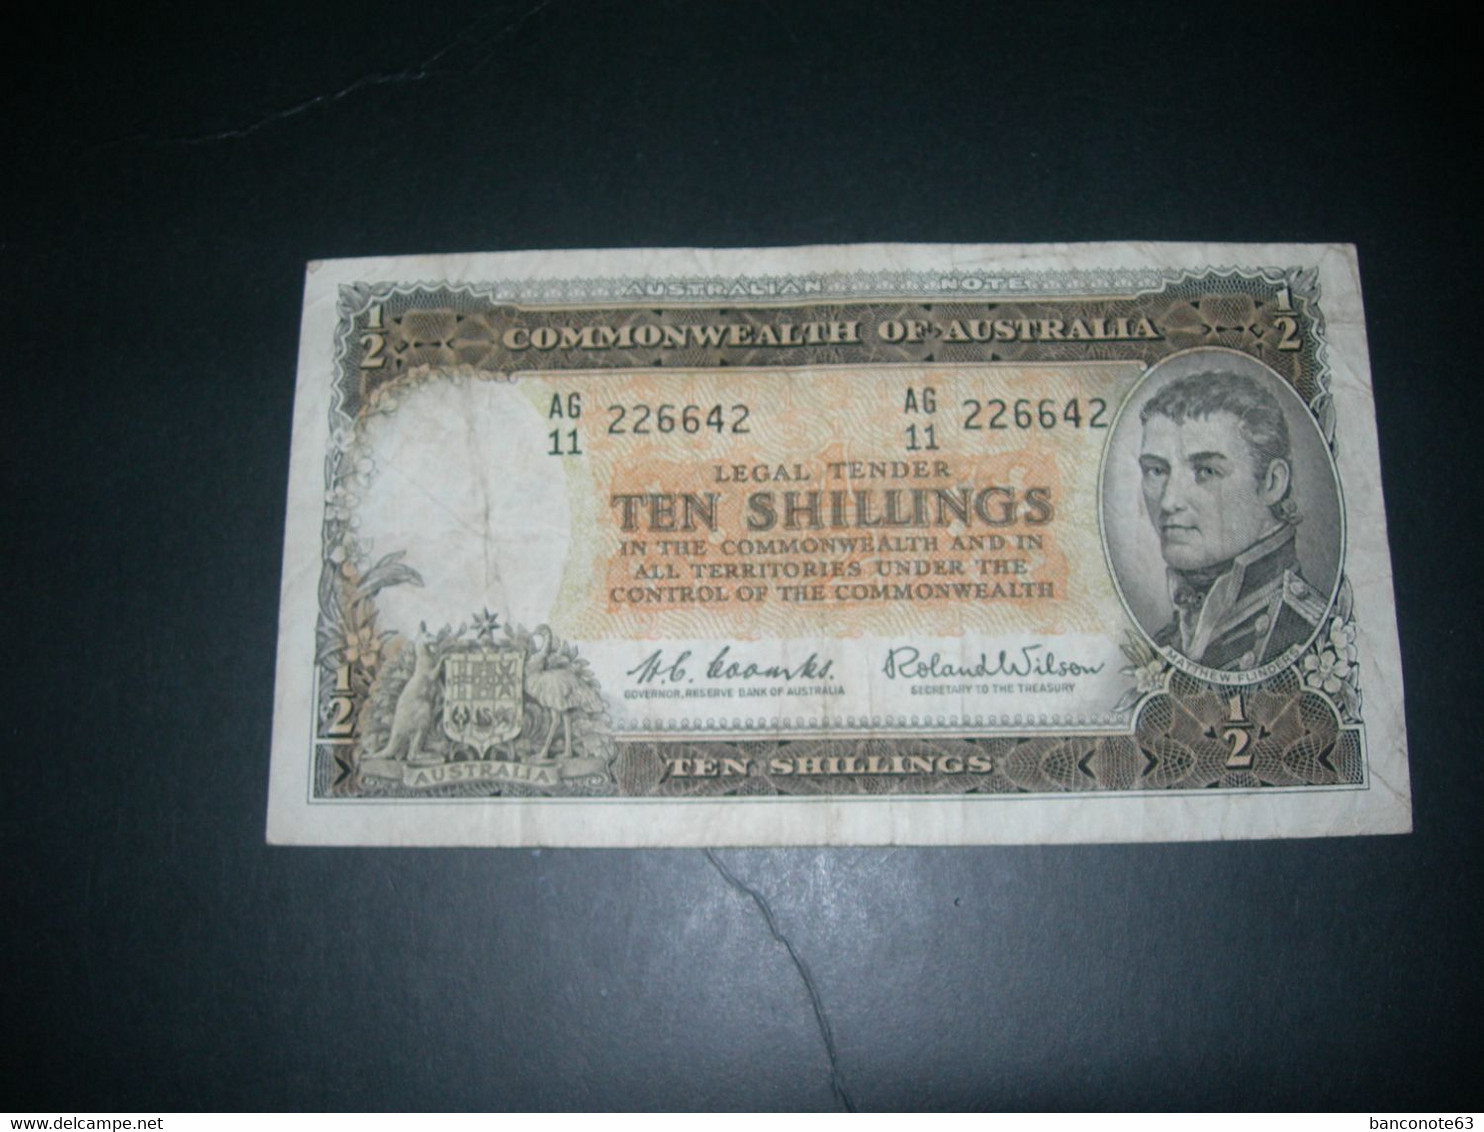 AUSTRALIAN NOTE
1/2 1/2
COMMONWEALTH OF AUSTRALIA
AG 11 226642 AG 11 226642
LEGAL TENDER
TEN SHILLINGS
IN THE COMMONWEALTH AND IN
ALL TERRITORIES UNDER THE
CONTROL OF THE COMMONWEALTH
H.C. Coombs. Roland Wilson
GOVERNOR, RESERVE BANK OF AUSTRALIA SECRETARY TO THE TREASURY
MATTHEW FLINDERS
1/2 1/2
AUSTRALIA
TEN SHILLINGS
delcampe.net
banconote63